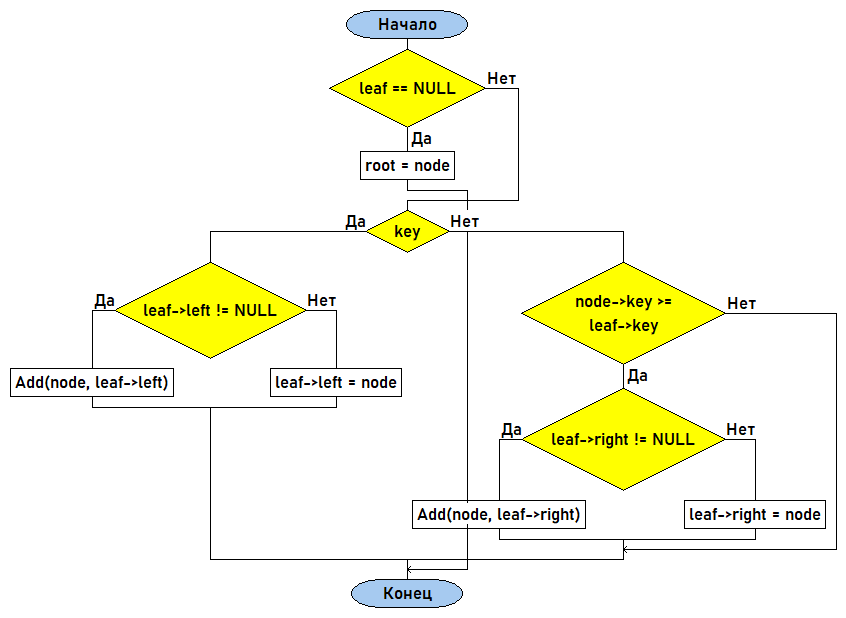 Начало
leaf == NULL
Нет
Да
root = node
Да
key
Нет
Да
leaf->left != NULL
Нет
node->key >=
leaf->key
Нет
Add(node, leaf->left)
leaf->left = node
Да
Да
leaf->right != NULL
Нет
Add(node, leaf->right)
leaf->right = node
Конец